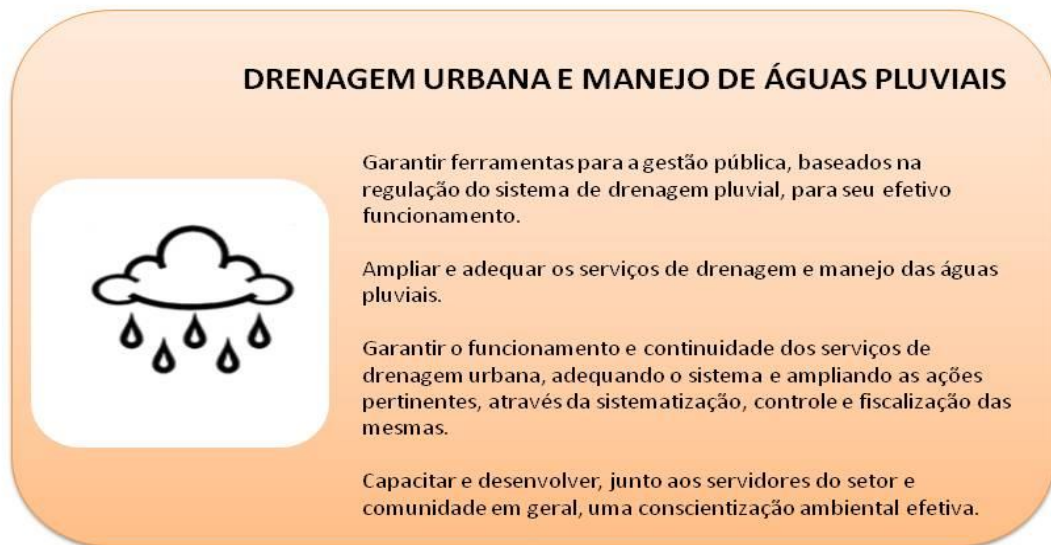 DRENAGEM URBANA E MANEJO DE ÁGUAS PLUVIAIS
Garantir ferramentas para a gestão pública, baseados na
regulação do sistema de drenagem pluvial, para seu efetivo
funcionamento.
Ampliar e adequar os serviços de drenagem e manejo das águas
pluviais.
Garantir o funcionamento e continuidade dos serviços de
drenagem urbana, adequando o sistema e ampliando as ações
pertinentes, através da sistematização, controle e fiscalização das
mesmas.
Capacitar e desenvolver, junto aos servidores do setor e
comunidade em geral, uma conscientização ambiental efetiva.